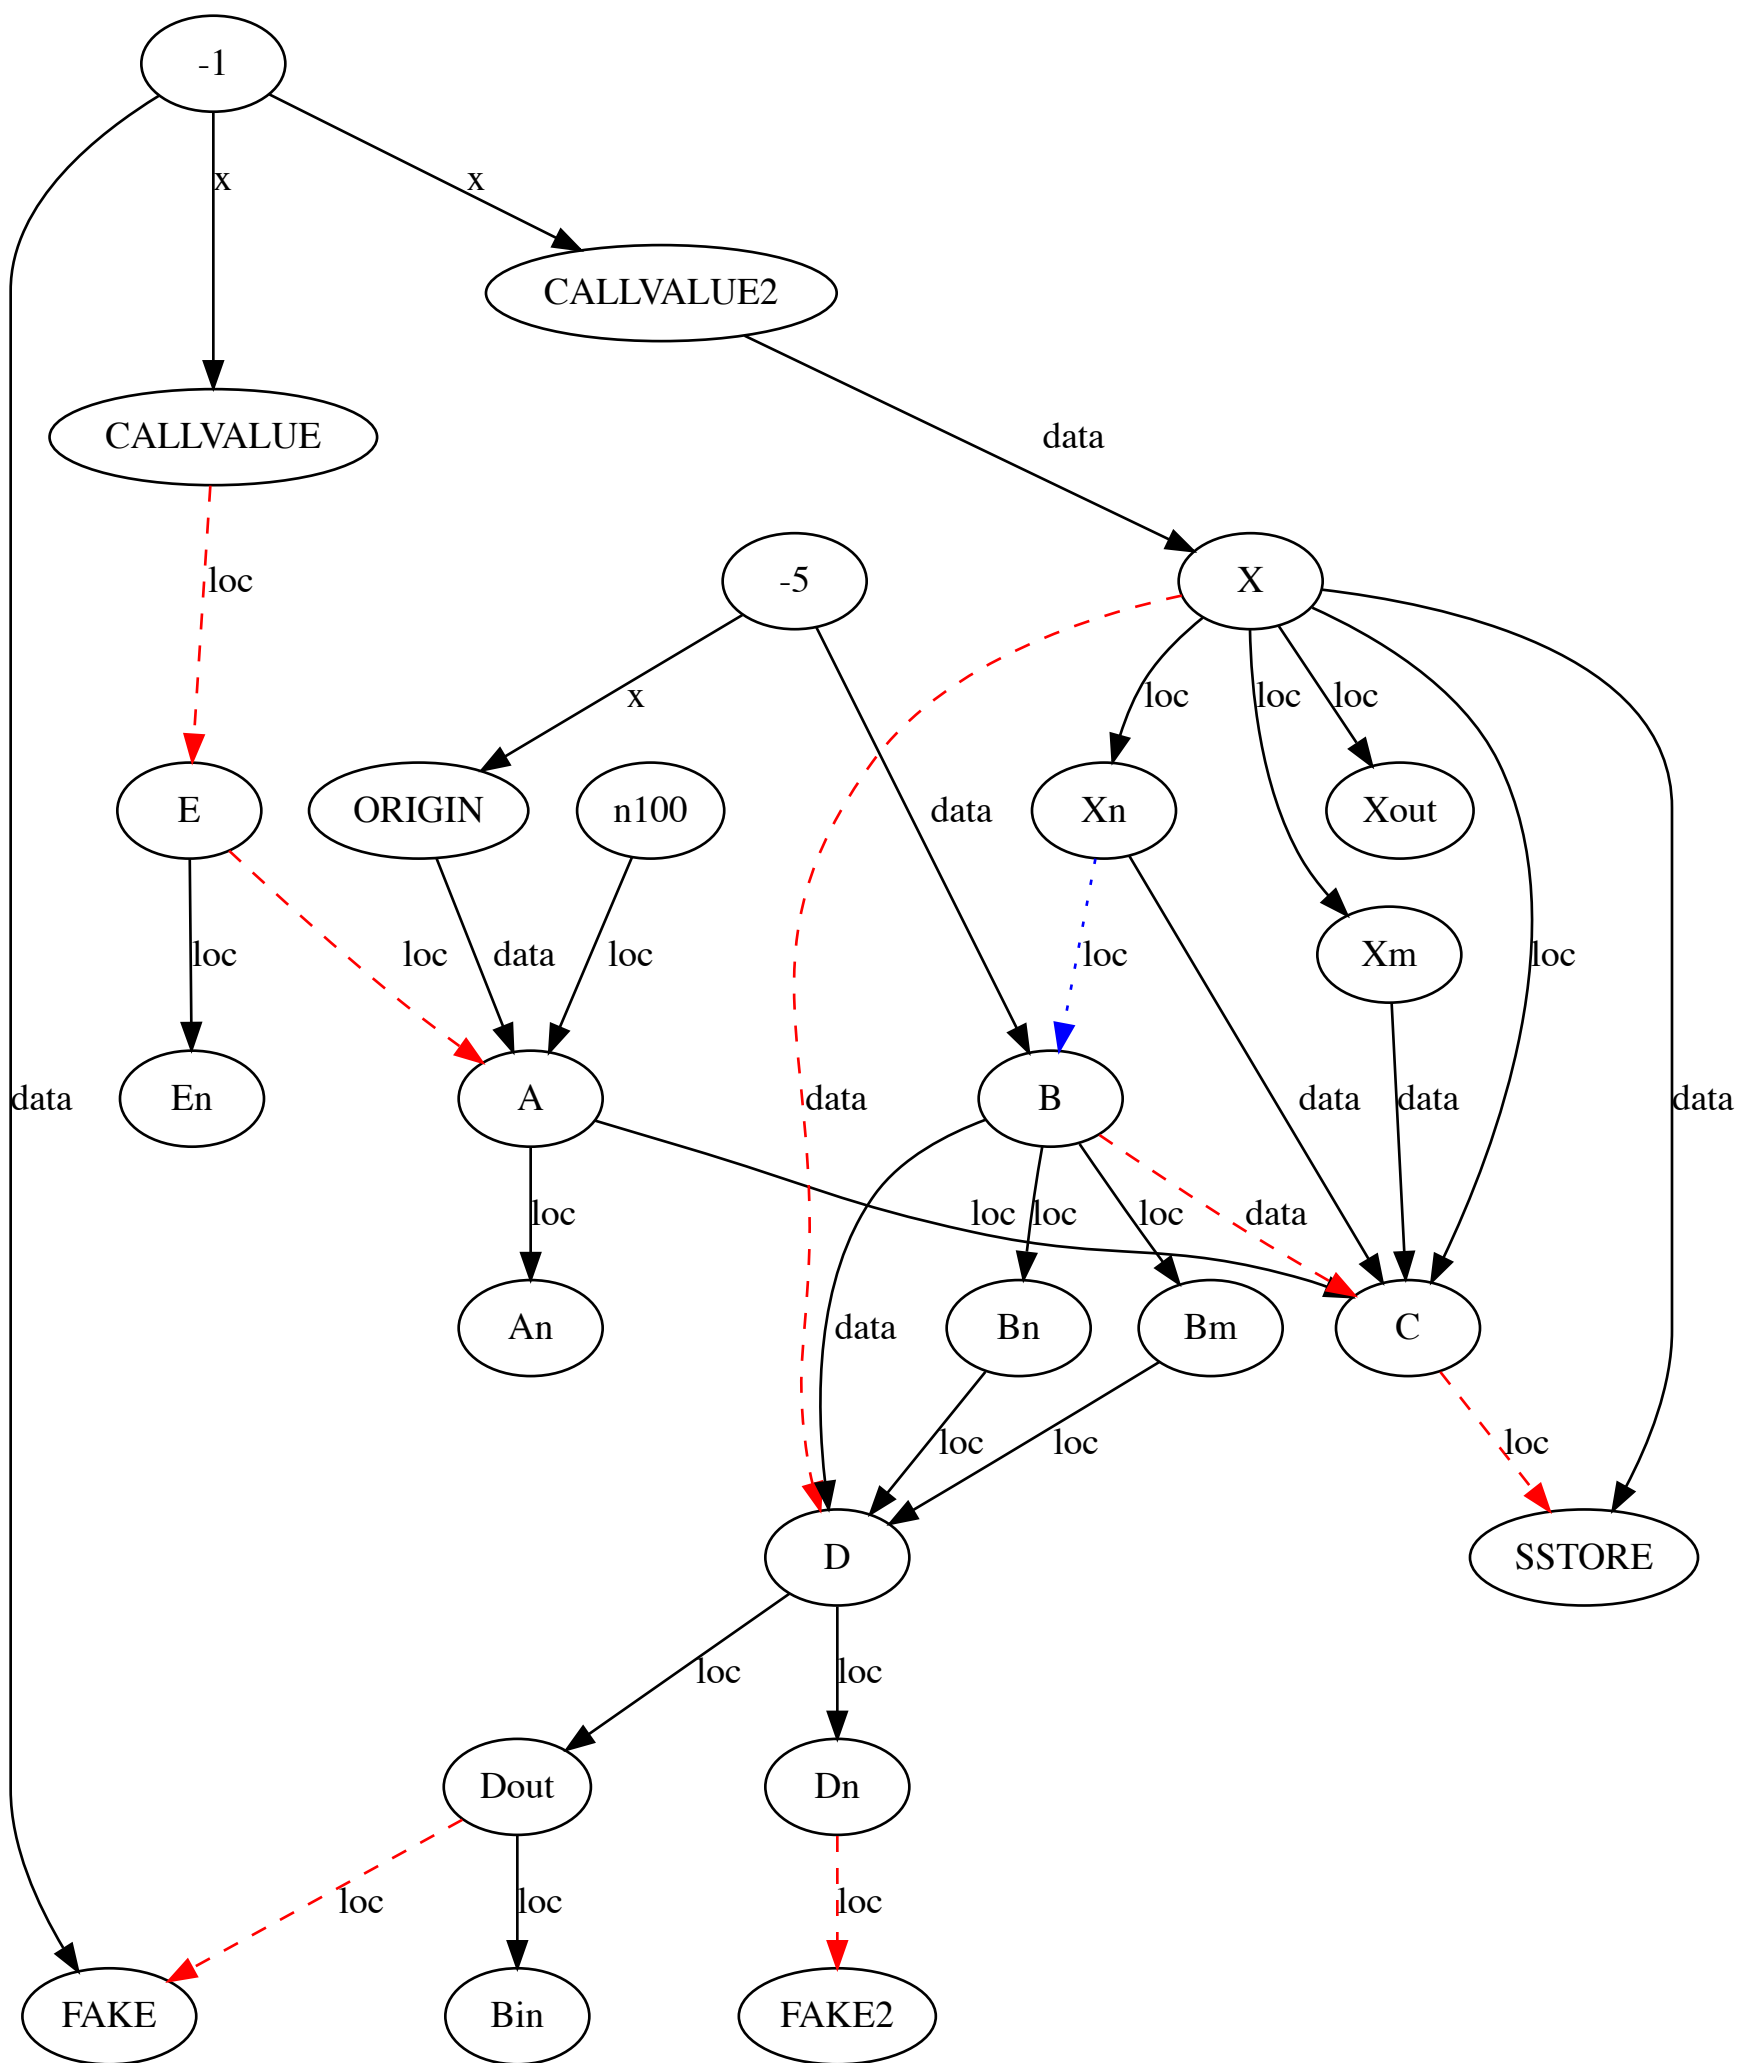 -1
x
x
CALLVALUE2
CALLVALUE
data
loc
-5
X
x
loc
loc
loc
E
ORIGIN
n100
data
Xn
Xout
loc
loc
data
loc
loc
Xm
loc
data
En
A
data
B
data
data
data
loc
loc
loc
loc
data
An
data
Bn
Bm
C
loc
loc
loc
D
SSTORE
loc
loc
Dout
Dn
loc
loc
loc
FAKE
Bin
FAKE2